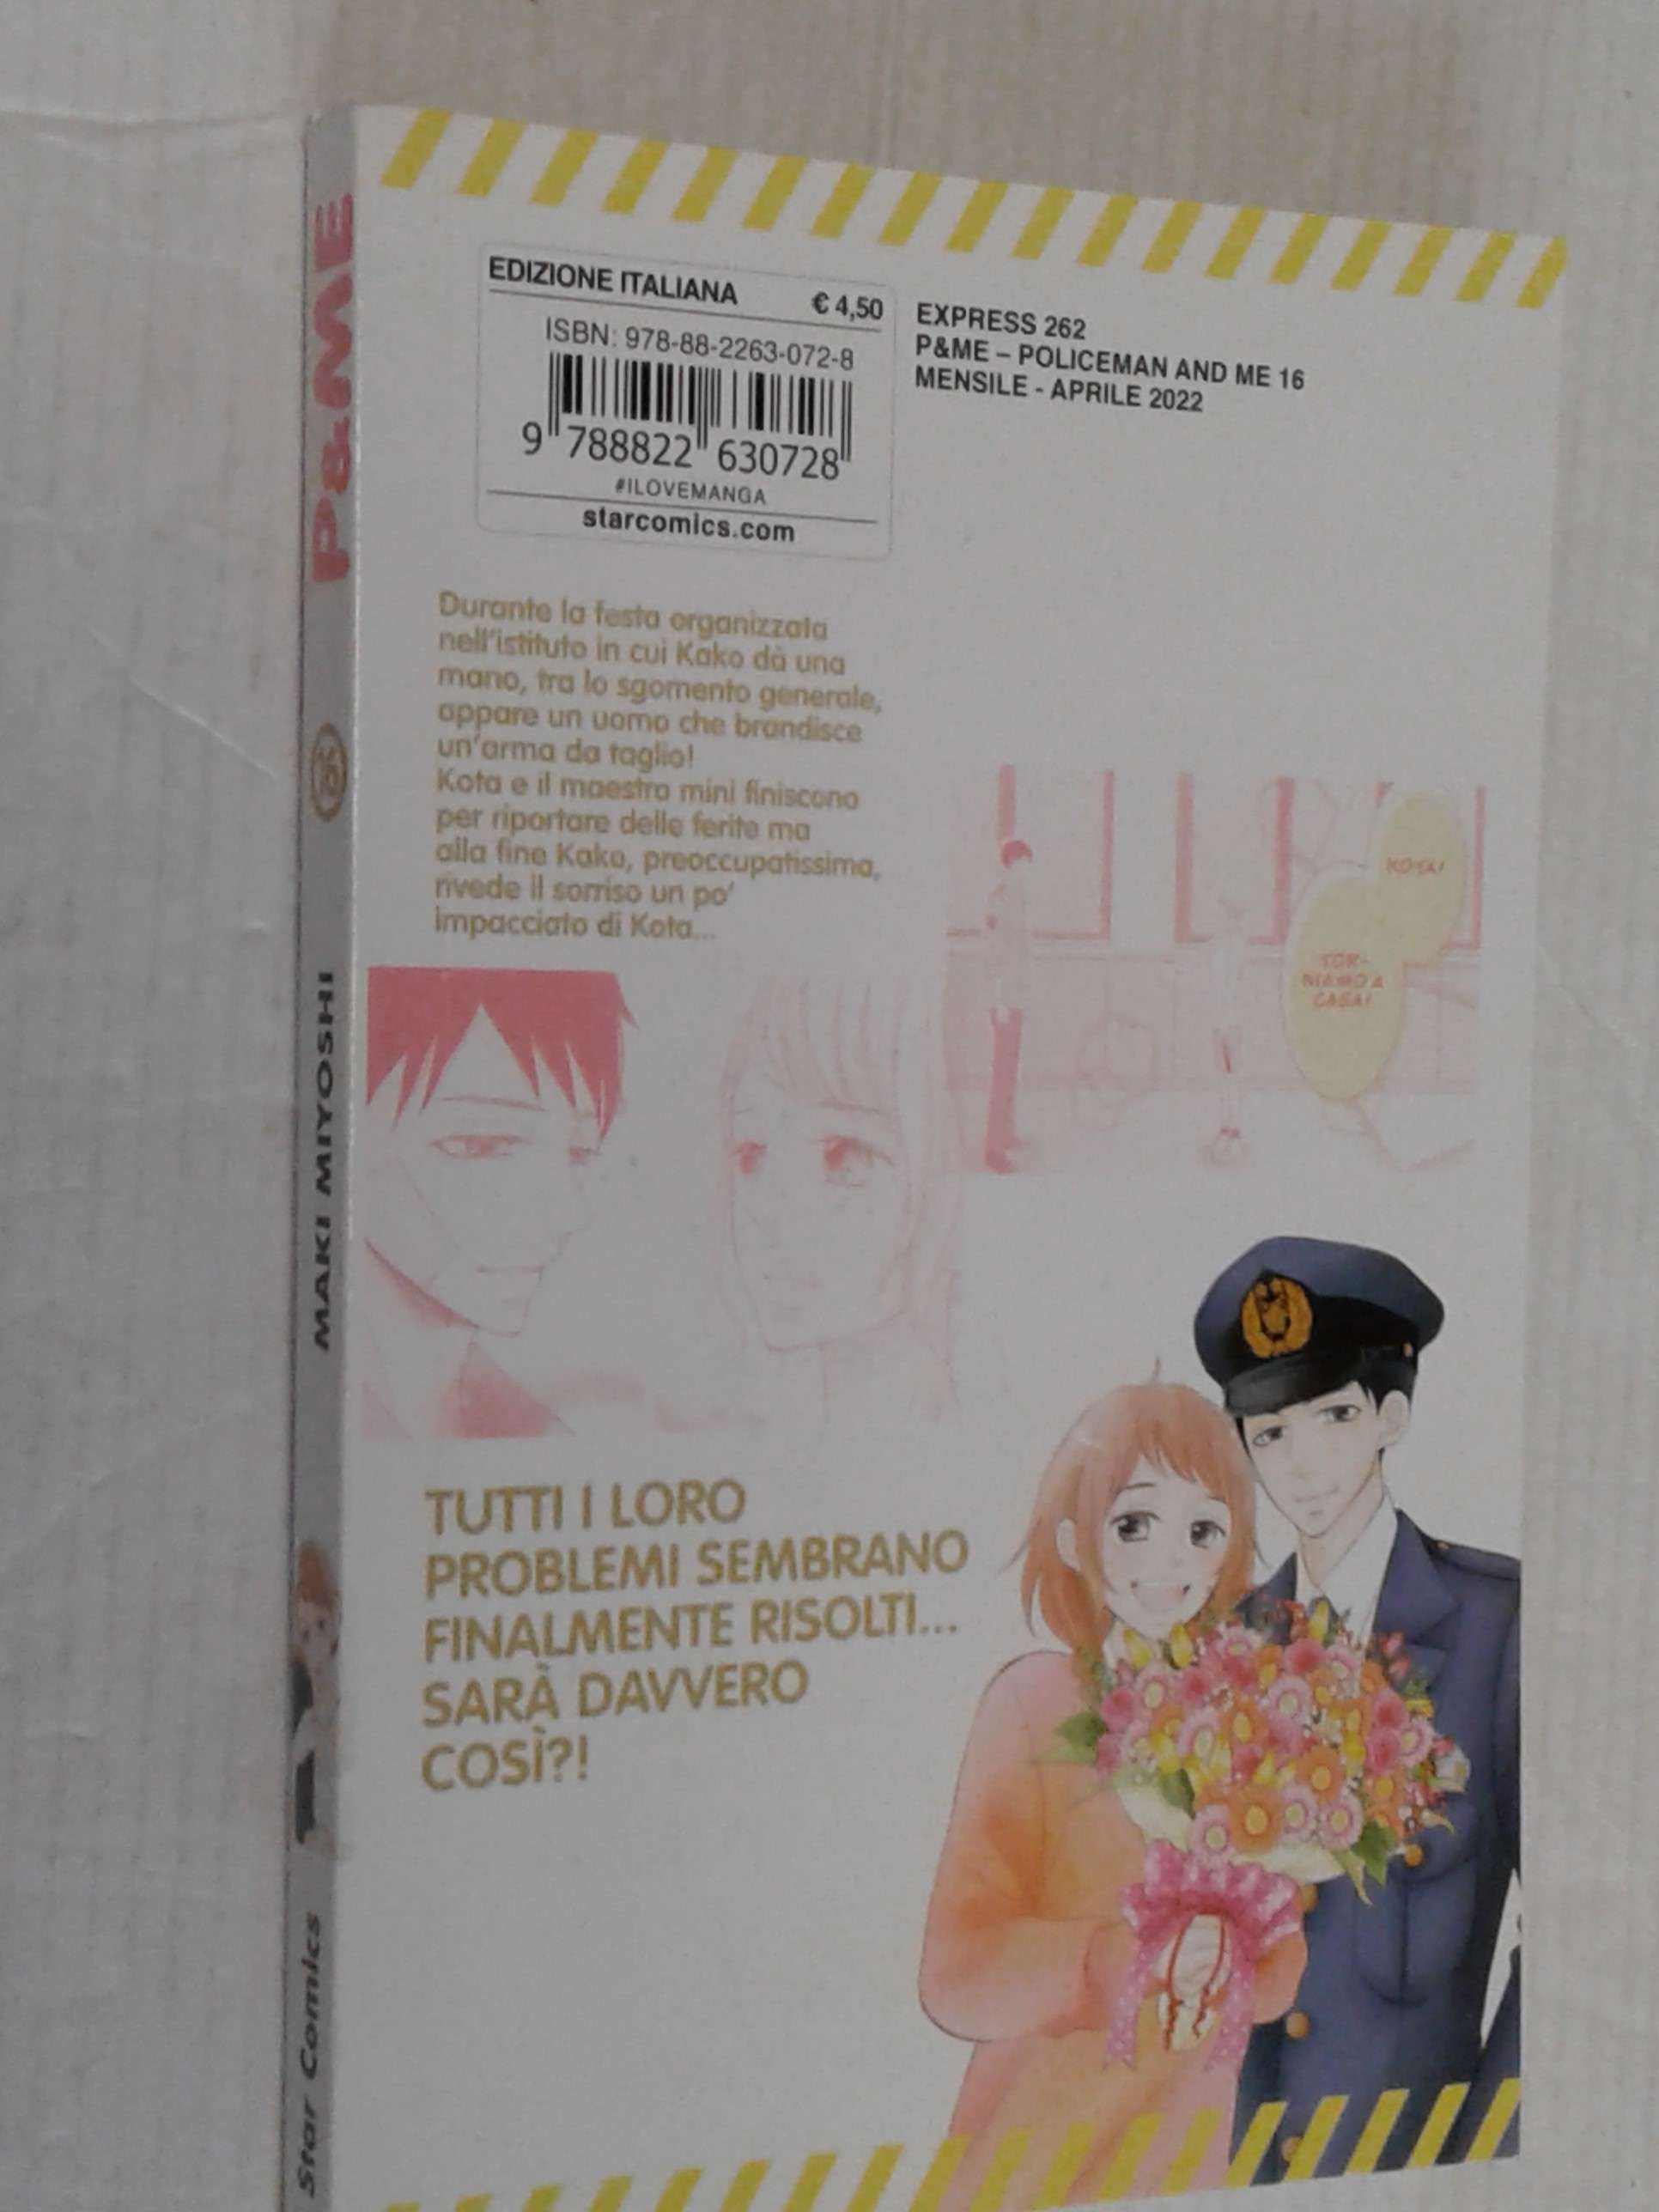 EDIZIONE ITALIANA € 4,50
ISBN: 978-88-2263-072-8
9 788822 630728
#ILOVEMANGA
starcomics.com
EXPRESS 262
P&ME – POLICEMAN AND ME 16
MENSILE - APRILE 2022
Durante la festa organizzata
nell'istituto in cui Kako dà una
mano, tra lo sgomento generale,
appare un uomo che brandisce
un'arma da taglio!
Kota e il maestro mini finiscono
per riportare delle ferite ma
alla fine Kako, preoccupatissima,
rivede il sorriso un po'
impacciato di Kota...
KOTA!
TOR-
NIAMO A
CASA!
TUTTI I LORO
PROBLEMI SEMBRANO
FINALMENTE RISOLTI...
SARÀ DAVVERO
COSÌ?!
P&ME
16
MAKI MIYOSHI
Star Comics